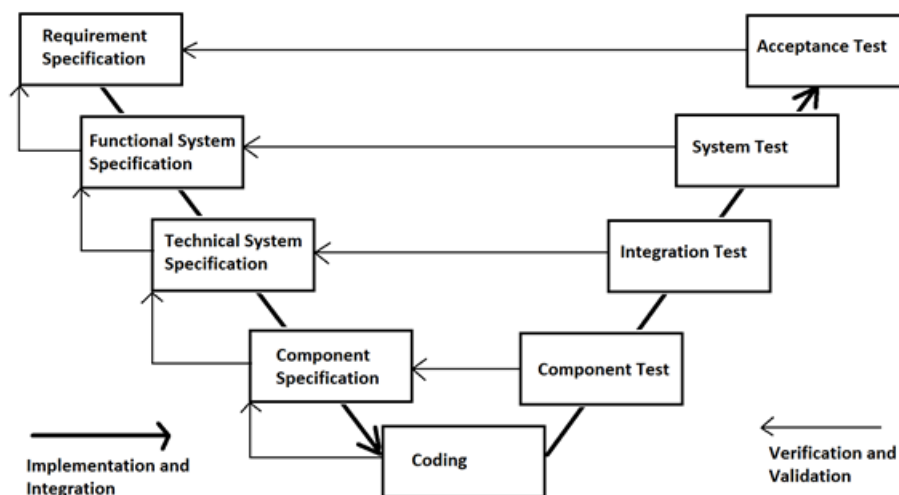 Requirement
Specification
Acceptance Test
Functional System
Specification
System Test
Technical System
Specification
Integration Test
Component
Specification
Component Test
Coding
Implementation and
Integration
Verification and
Validation